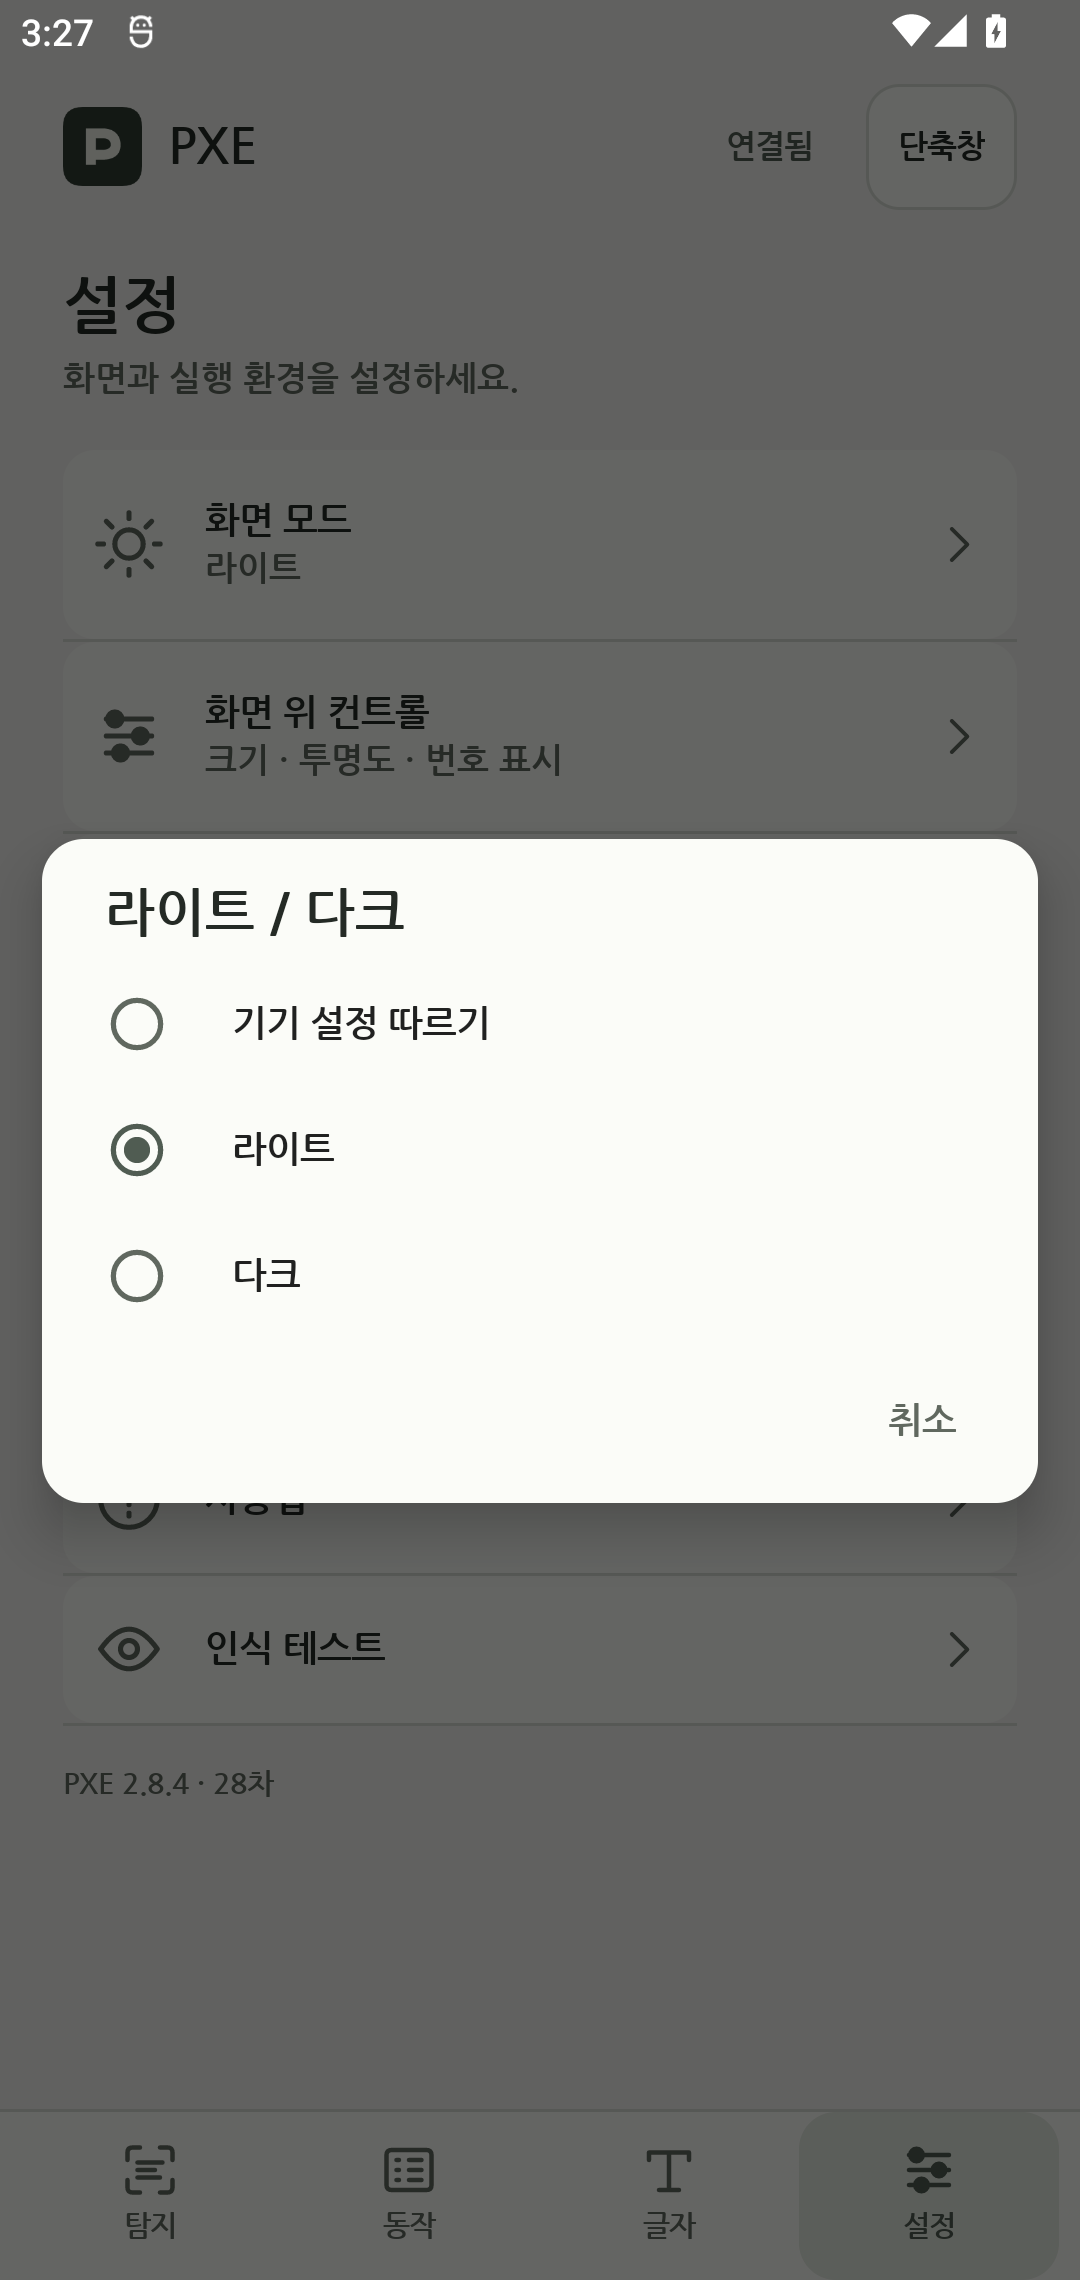 3:27
PXE
연결됨
단축창
설정
화면과 실행 환경을 설정하세요.
화면 모드
라이트
화면 위 컨트롤
크기 · 투명도 · 번호 표시
라이트 / 다크
기기 설정 따르기
라이트
다크
취소
인식 테스트
PXE 2.8.4 · 28차
탐지
동작
글자
설정